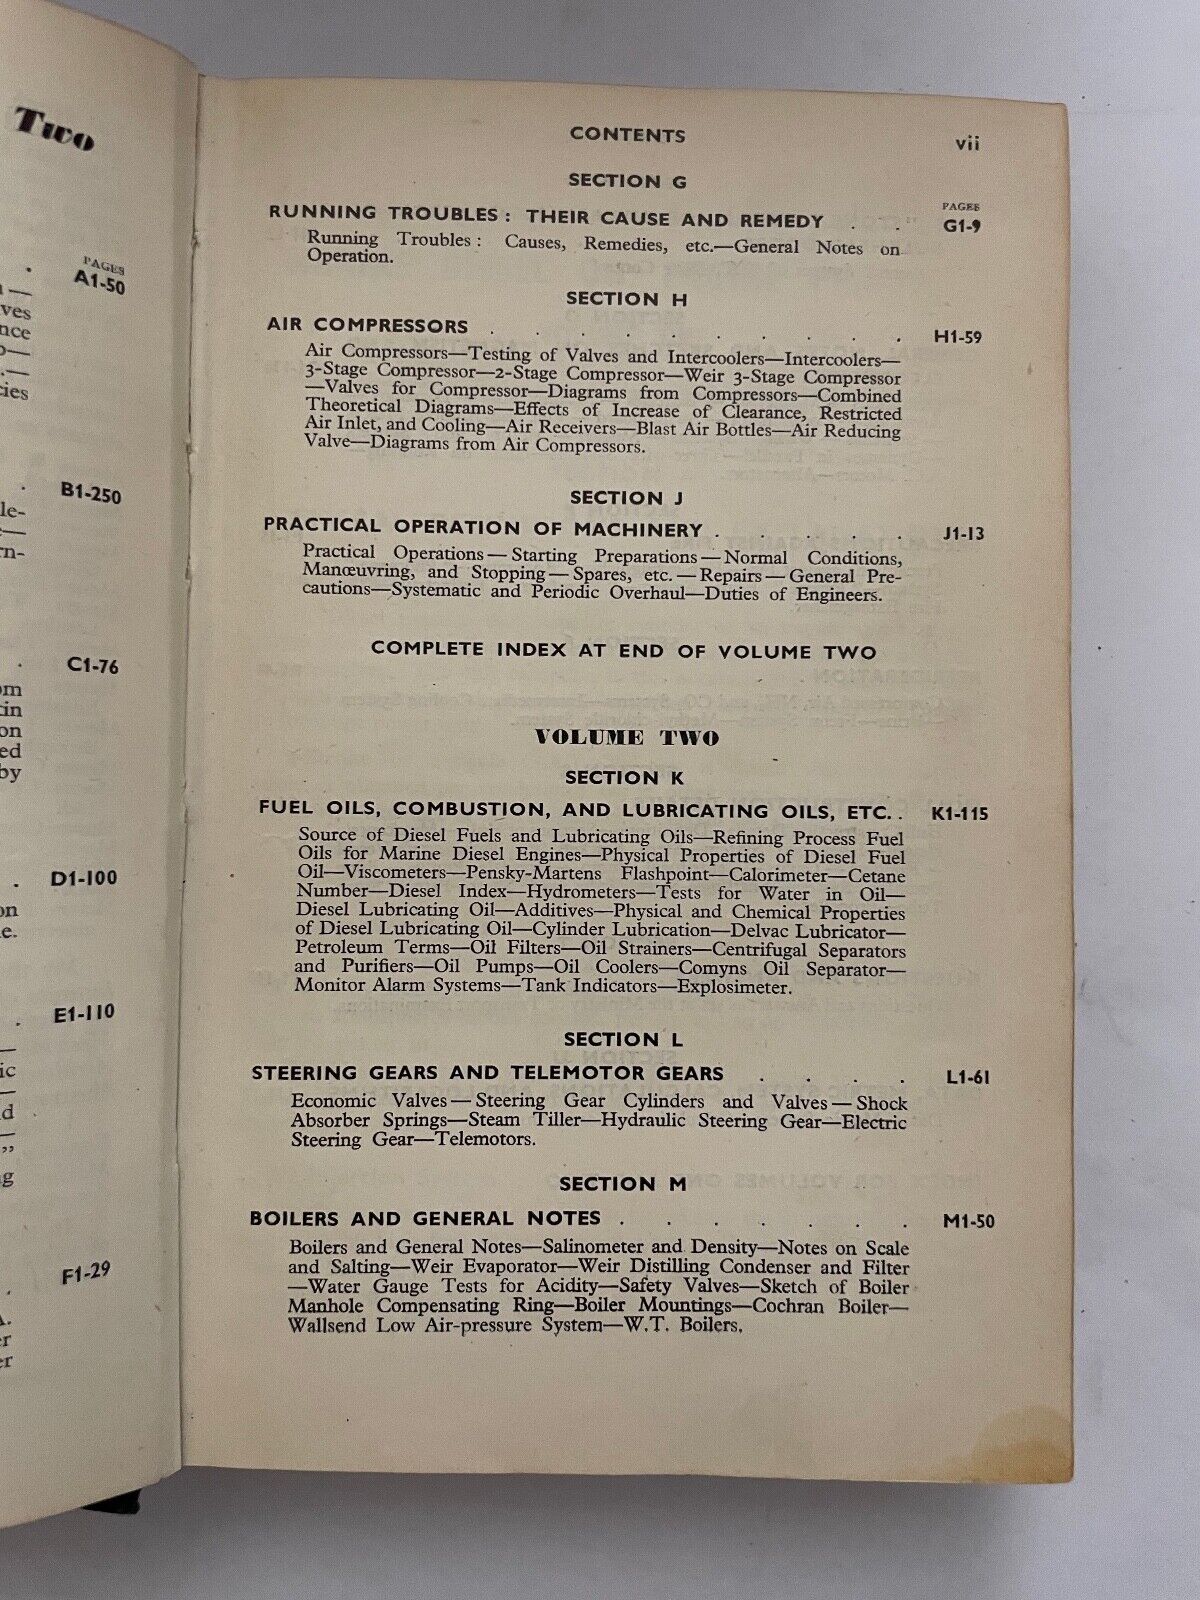 Two
PAGES
A1-50
ves
nce
cies
B1-250
le-
rn-
C1-76
om
on
ed
by
D1-100
on
e.
E1-110
ic
d
”
g
F1-29
er
er
CONTENTS vii
SECTION G
PAGES
RUNNING TROUBLES: THEIR CAUSE AND REMEDY . . G1-9
Running Troubles: Causes, Remedies, etc.—General Notes on
Operation.
SECTION H
AIR COMPRESSORS . . . . . . . . . . H1-59
Air Compressors—Testing of Valves and Intercoolers—Intercoolers—
3-Stage Compressor—2-Stage Compressor—Weir 3-Stage Compressor
—Valves for Compressor—Diagrams from Compressors—Combined
Theoretical Diagrams—Effects of Increase of Clearance, Restricted
Air Inlet, and Cooling—Air Receivers—Blast Air Bottles—Air Reducing
Valve—Diagrams from Air Compressors.
SECTION J
PRACTICAL OPERATION OF MACHINERY . . . . . J1-13
Practical Operations—Starting Preparations—Normal Conditions,
Manœuvring, and Stopping—Spares, etc.—Repairs—General Pre-
cautions—Systematic and Periodic Overhaul—Duties of Engineers.
COMPLETE INDEX AT END OF VOLUME TWO
VOLUME TWO
SECTION K
FUEL OILS, COMBUSTION, AND LUBRICATING OILS, ETC. . K1-115
Source of Diesel Fuels and Lubricating Oils—Refining Process Fuel
Oils for Marine Diesel Engines—Physical Properties of Diesel Fuel
Oil—Viscometers—Pensky-Martens Flashpoint—Calorimeter—Cetane
Number—Diesel Index—Hydrometers—Tests for Water in Oil—
Diesel Lubricating Oil—Additives—Physical and Chemical Properties
of Diesel Lubricating Oil—Cylinder Lubrication—Delvac Lubricator—
Petroleum Terms—Oil Filters—Oil Strainers—Centrifugal Separators
and Purifiers—Oil Pumps—Oil Coolers—Comyns Oil Separator—
Monitor Alarm Systems—Tank Indicators—Explosimeter.
SECTION L
STEERING GEARS AND TELEMOTOR GEARS . . . . L1-61
Economic Valves—Steering Gear Cylinders and Valves—Shock
Absorber Springs—Steam Tiller—Hydraulic Steering Gear—Electric
Steering Gear—Telemotors.
SECTION M
BOILERS AND GENERAL NOTES . . . . . . . M1-50
Boilers and General Notes—Salinometer and Density—Notes on Scale
and Salting—Weir Evaporator—Weir Distilling Condenser and Filter
—Water Gauge Tests for Acidity—Safety Valves—Sketch of Boiler
Manhole Compensating Ring—Boiler Mountings—Cochran Boiler—
Wallsend Low Air-pressure System—W.T. Boilers.